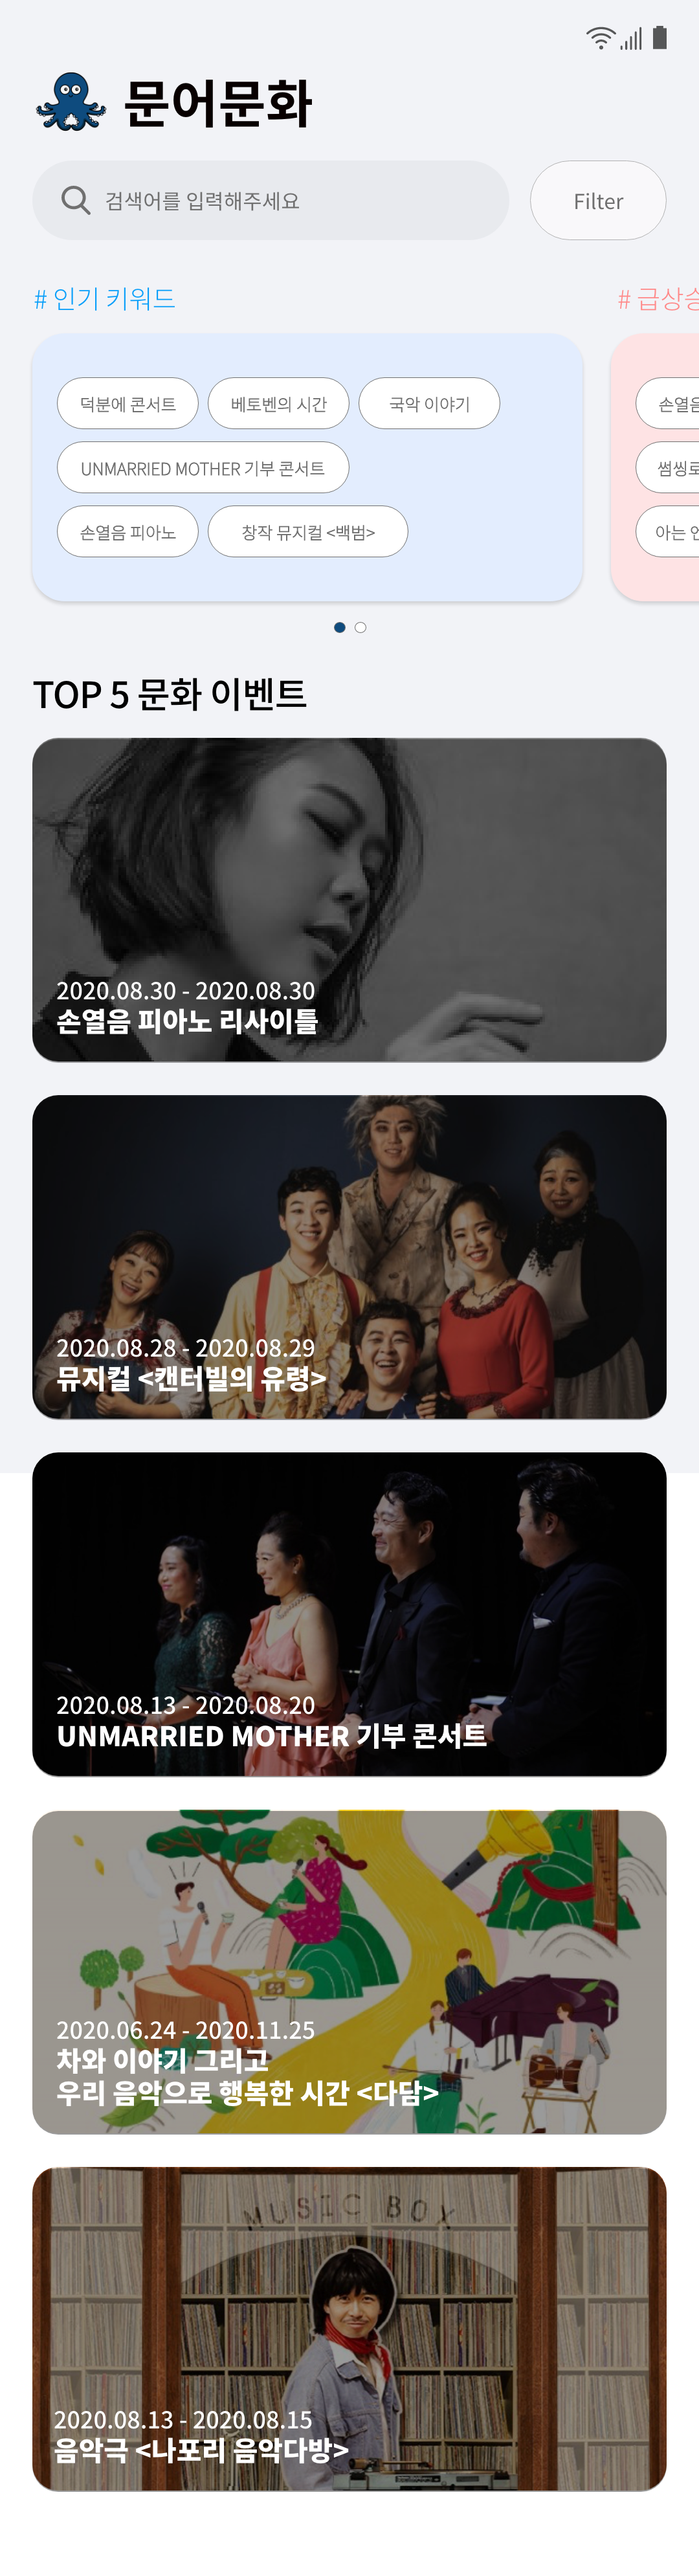 문어문화
검색어를 입력해주세요
Filter
# 인기 키워드
# 급상승
덕분에 콘서트
베토벤의 시간
국악 이야기
UNMARRIED MOTHER 기부 콘서트
손열음 피아노
창작 뮤지컬 <백범>
손열음
썸씽로
아는
TOP 5 문화 이벤트
2020.08.30 - 2020.08.30
손열음 피아노 리사이틀
2020.08.28 - 2020.08.29
뮤지컬 <캔터빌의 유령>
2020.08.13 - 2020.08.20
UNMARRIED MOTHER 기부 콘서트
2020.06.24 - 2020.11.25
차와 이야기 그리고
우리 음악으로 행복한 시간 <다담>
MUSIC BOX
2020.08.13 - 2020.08.15
음악극 <나포리 음악다방>